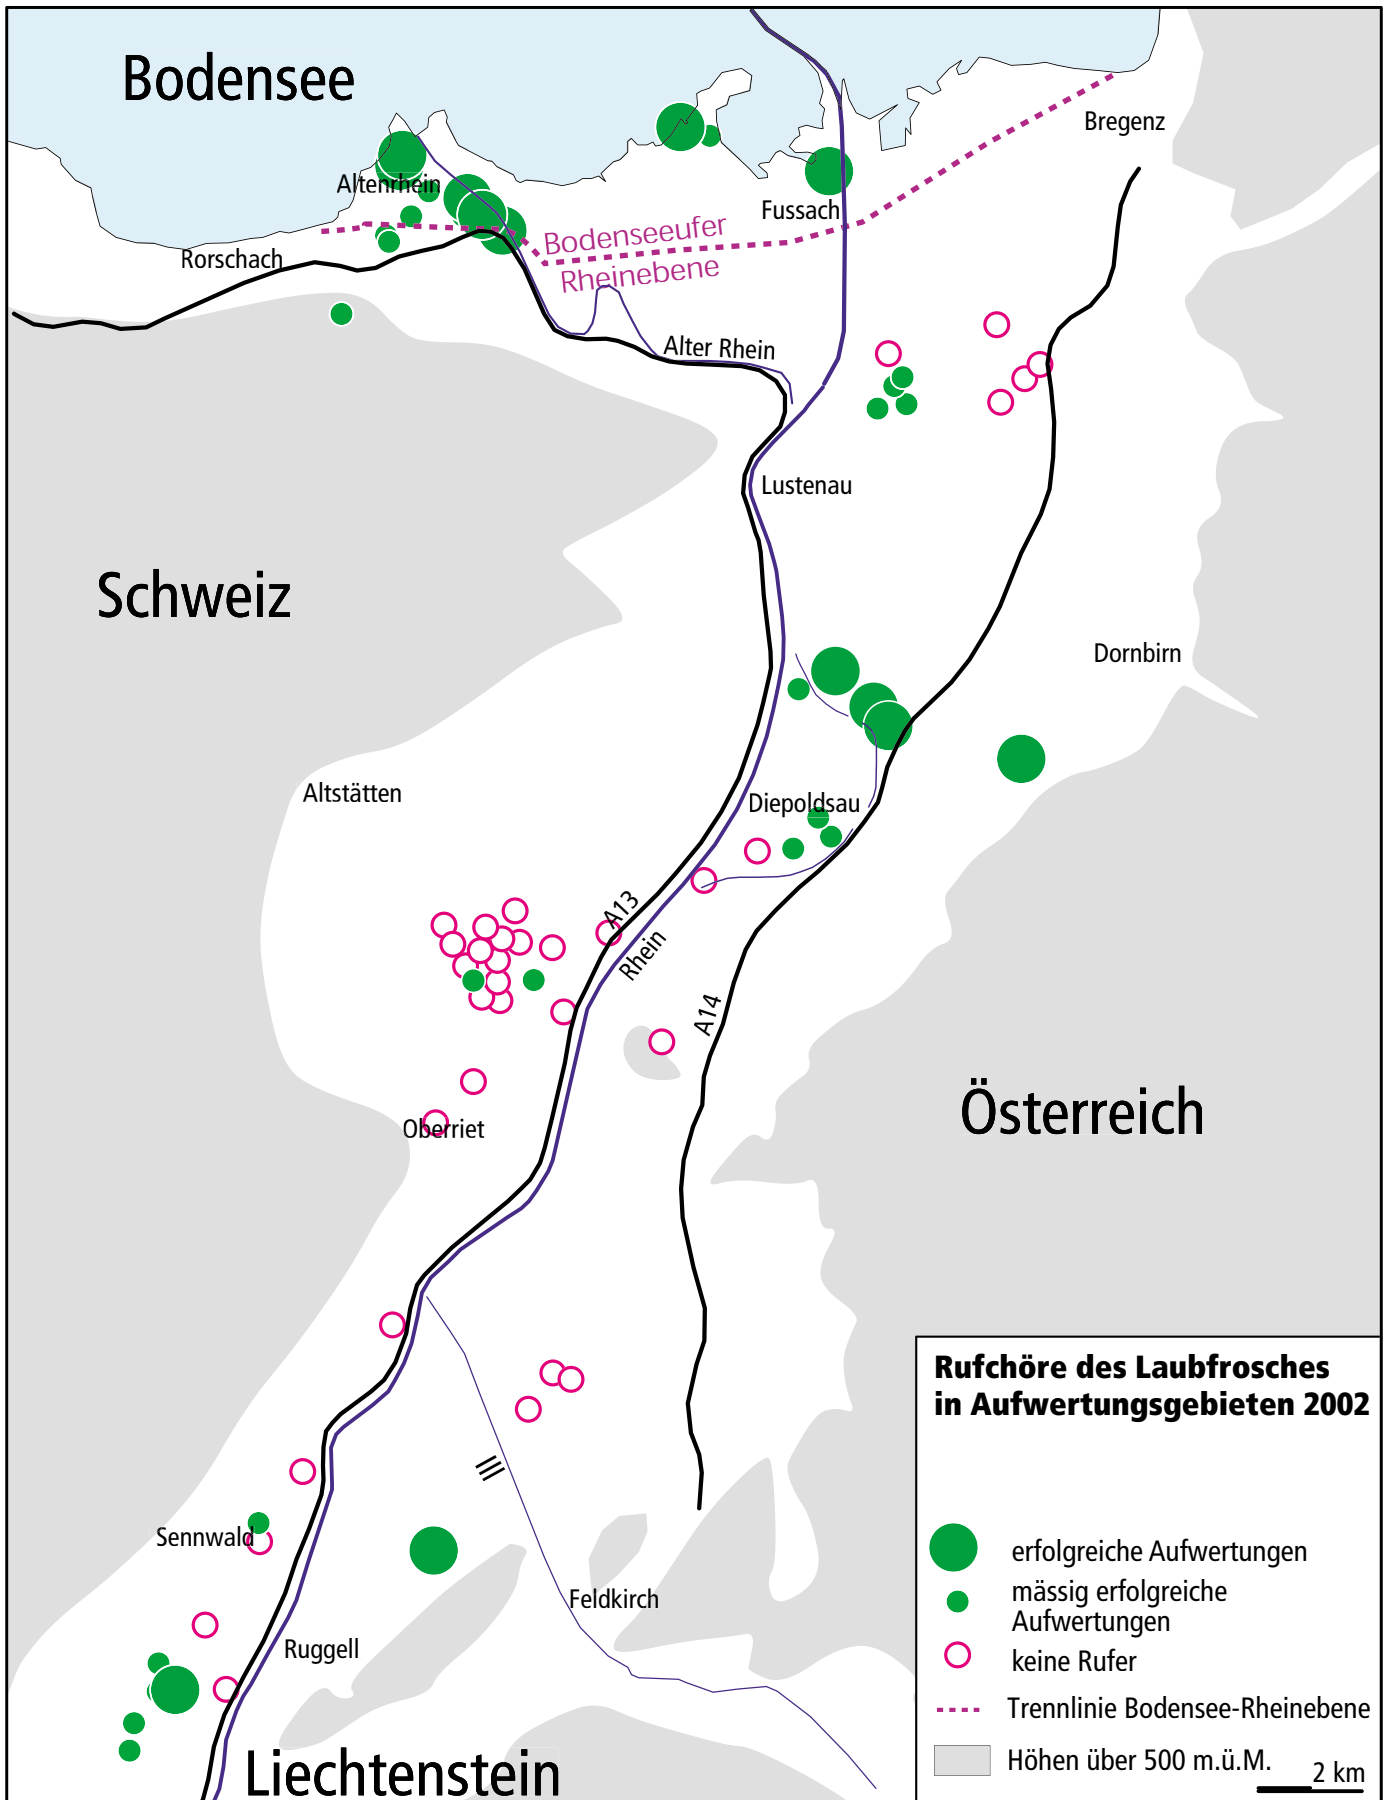 Bodensee
Bregenz
Altenrhein
Fussach
Bodenseeufer
Rorschach
Rheinebene
Alter Rhein
Lustenau
Schweiz
Dornbirn
Altstätten
Diepoldsau
A13
Rhein
A14
Österreich
Oberriet
Sennwald
Feldkirch
Ruggell
Liechtenstein
Rufchöre des Laubfrosches
in Aufwertungsgebieten 2002
erfolgreiche Aufwertungen
mässig erfolgreiche
Aufwertungen
keine Rufer
Trennlinie Bodensee-Rheinebene
Höhen über 500 m.ü.M.
2 km